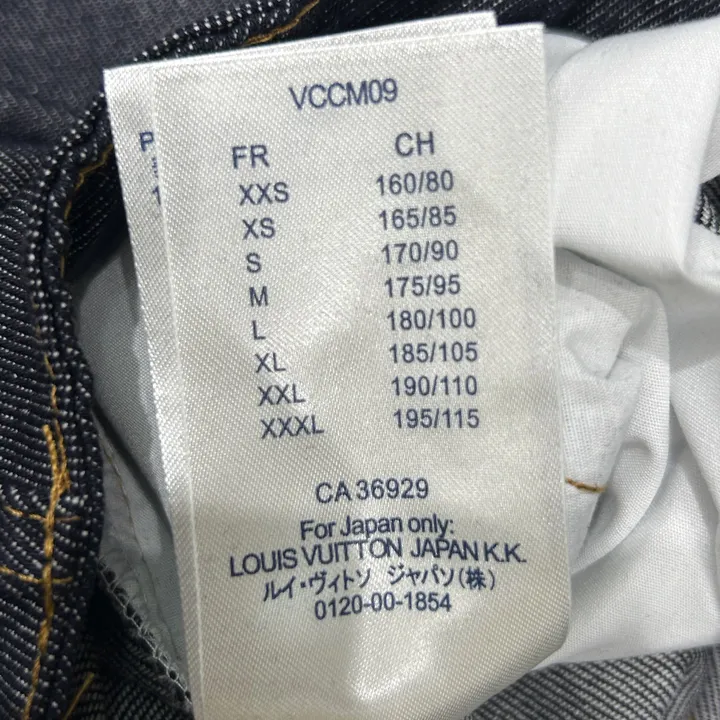 VCCM09
FR CH
XXS 160/80
XS 165/85
S 170/90
M 175/95
L 180/100
XL 185/105
XXL 190/110
XXXL 195/115
CA 36929
For Japan only:
LOUIS VUITTON JAPAN K.K.
ルイ・ヴィトソ ジャパソ(株)
0120-00-1854